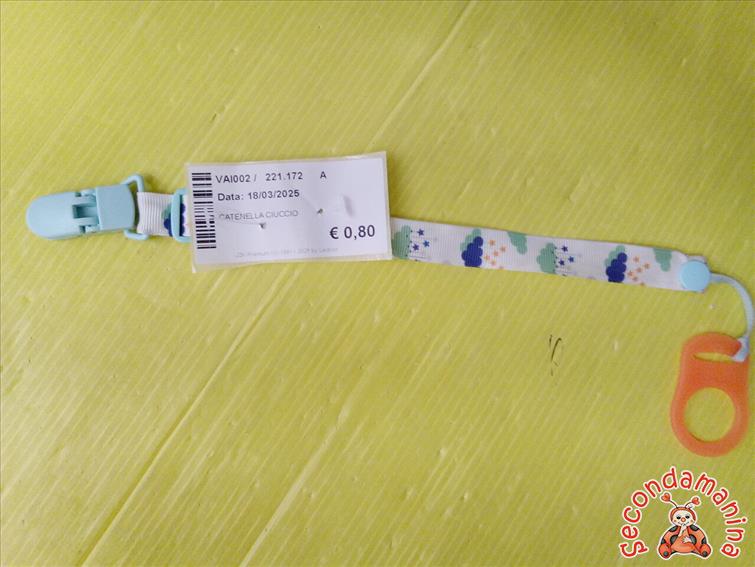 VAI002 / 221.172 A
Data: 18/03/2025
CATENELLA CIUCCIO
€ 0,80
Secondamanina